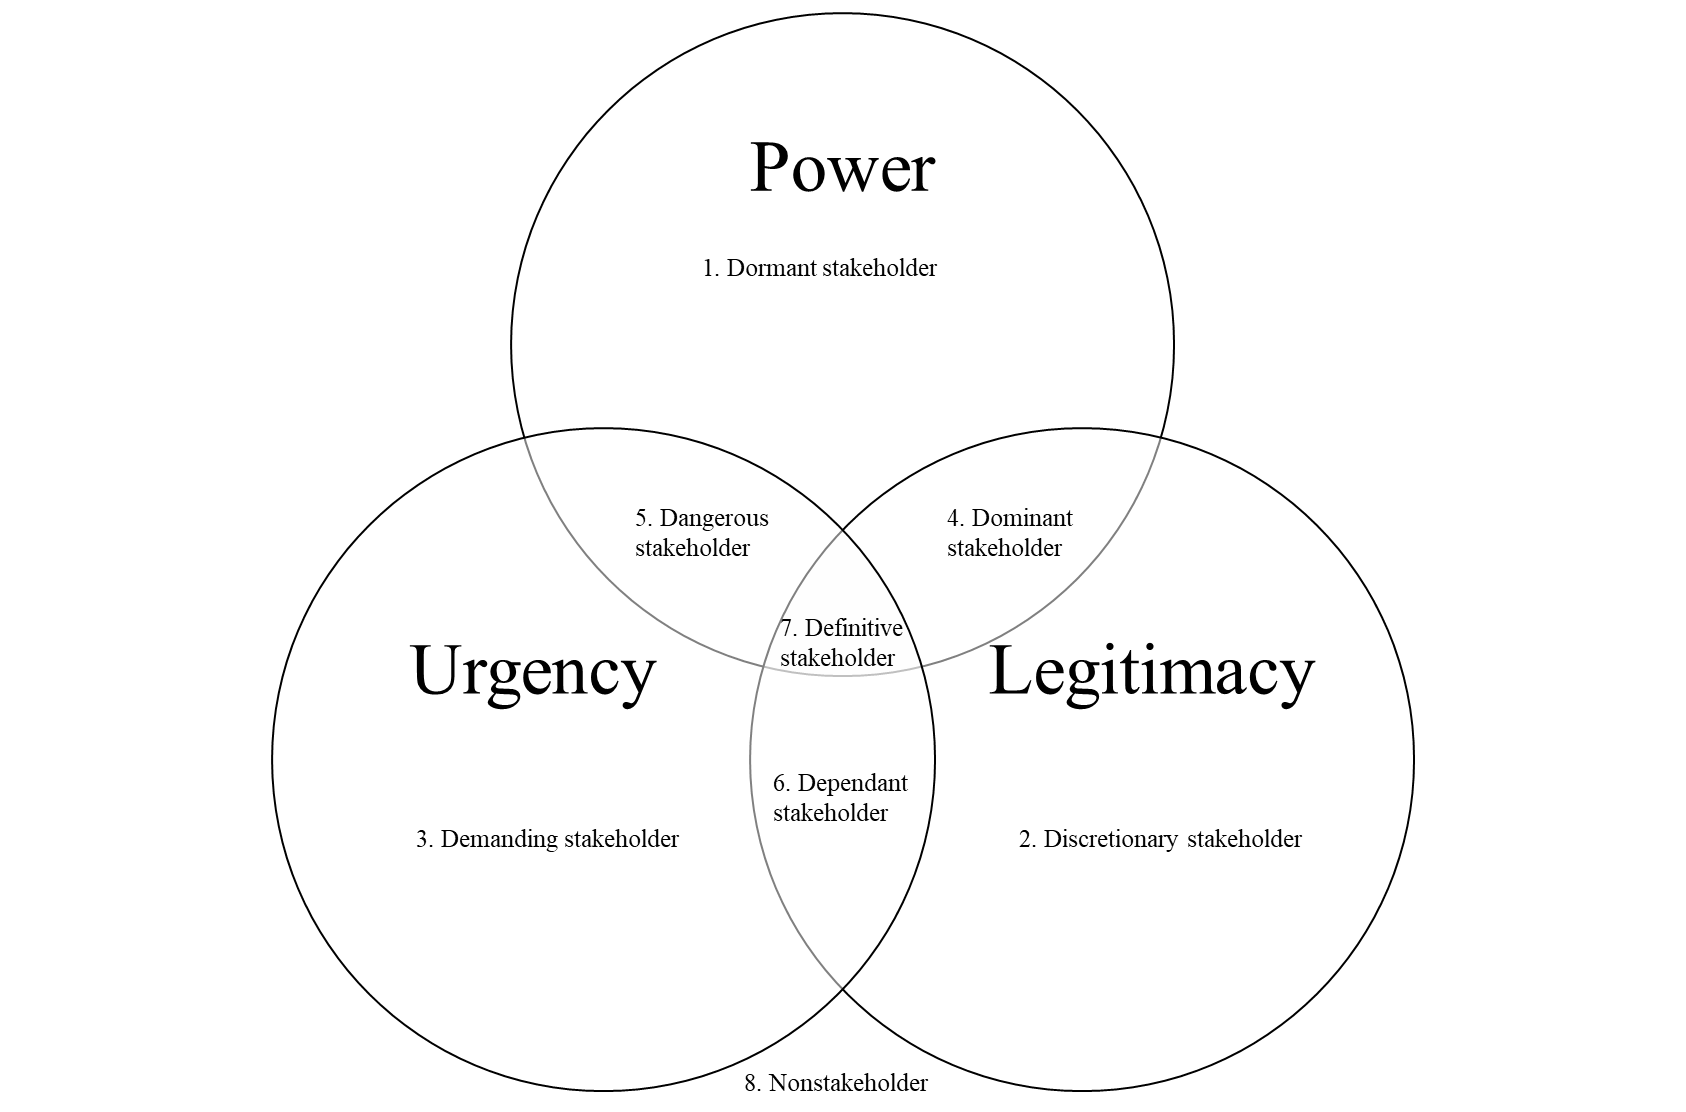 Power
1. Dormant stakeholder
5. Dangerous
stakeholder
4. Dominant
stakeholder
7. Definitive
stakeholder
Urgency
Legitimacy
6. Dependant
stakeholder
3. Demanding stakeholder
2. Discretionary stakeholder
8. Nonstakeholder